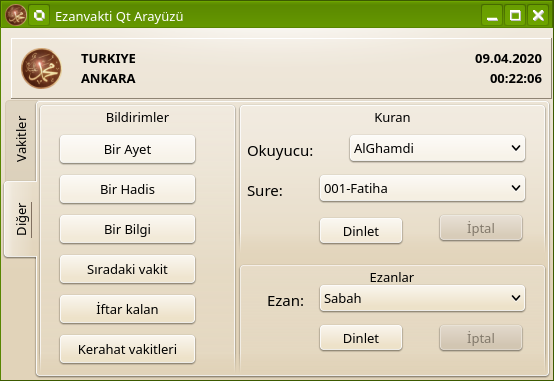 Ezanvakti Qt Arayüzü
TURKIYE
09.04.2020
ANKARA
00:22:06
Vakitler
Diğer
Bildirimler
Bir Ayet
Bir Hadis
Bir Bilgi
Sıradaki vakit
İftar kalan
Kerahat vakitleri
Kuran
Okuyucu: AlGhamdi
Sure: 001-Fatiha
Dinlet İptal
Ezanlar
Ezan: Sabah
Dinlet İptal